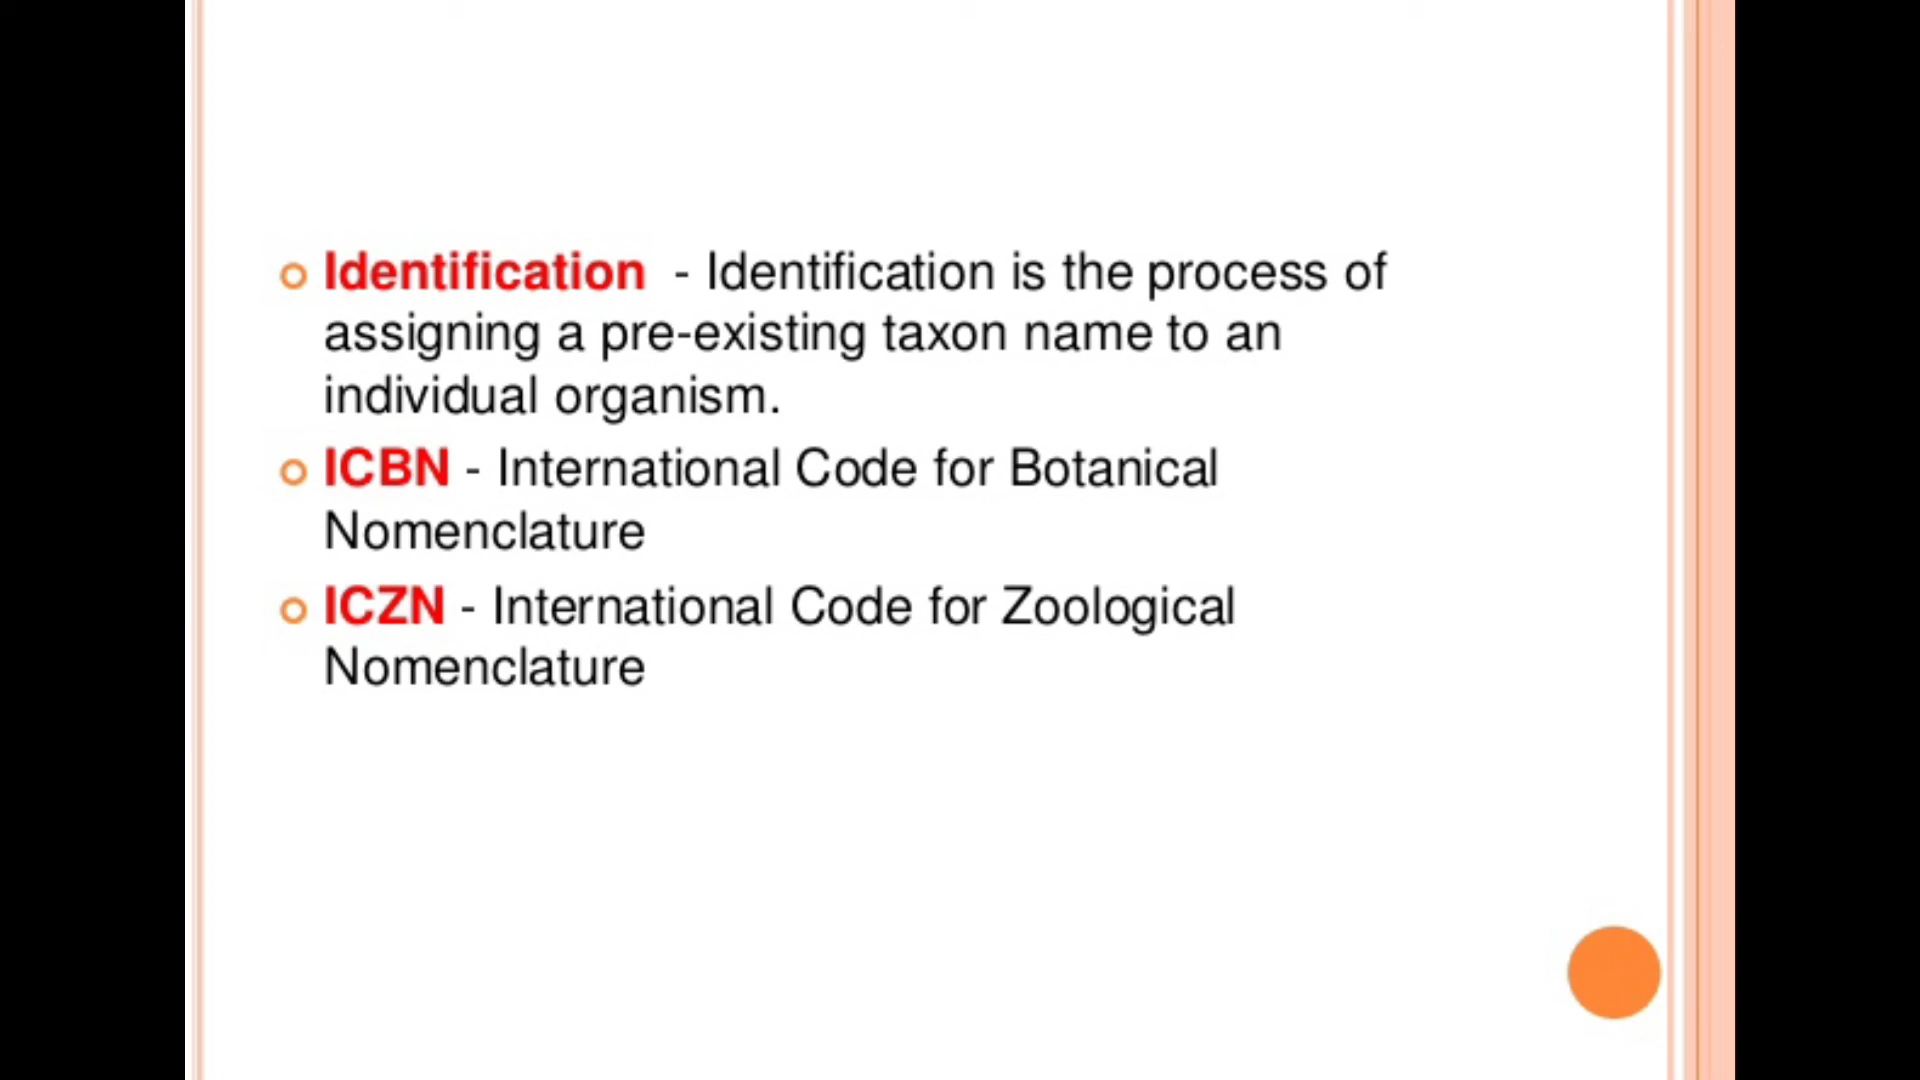 Identification - Identification is the process of
assigning a pre-existing taxon name to an
individual organism.
ICBN - International Code for Botanical
Nomenclature
ICZN - International Code for Zoological
Nomenclature